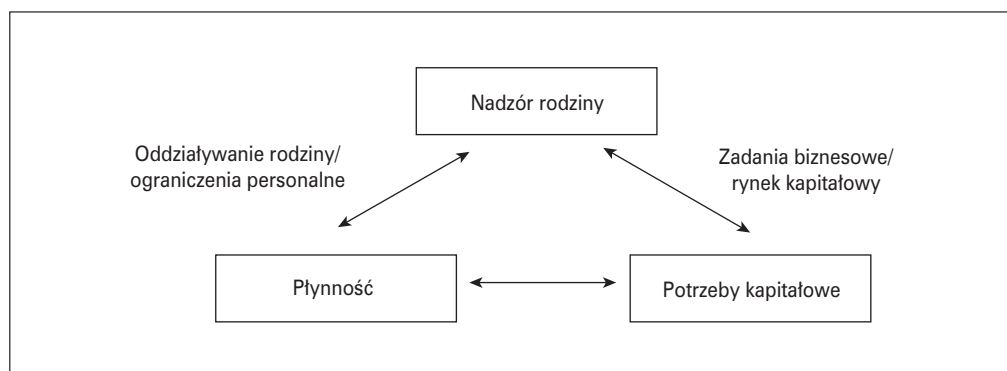 Nadzór rodziny
Oddziaływanie rodziny/
ograniczenia personalne
Zadania biznesowe/
rynek kapitałowy
Płynność
Potrzeby kapitałowe